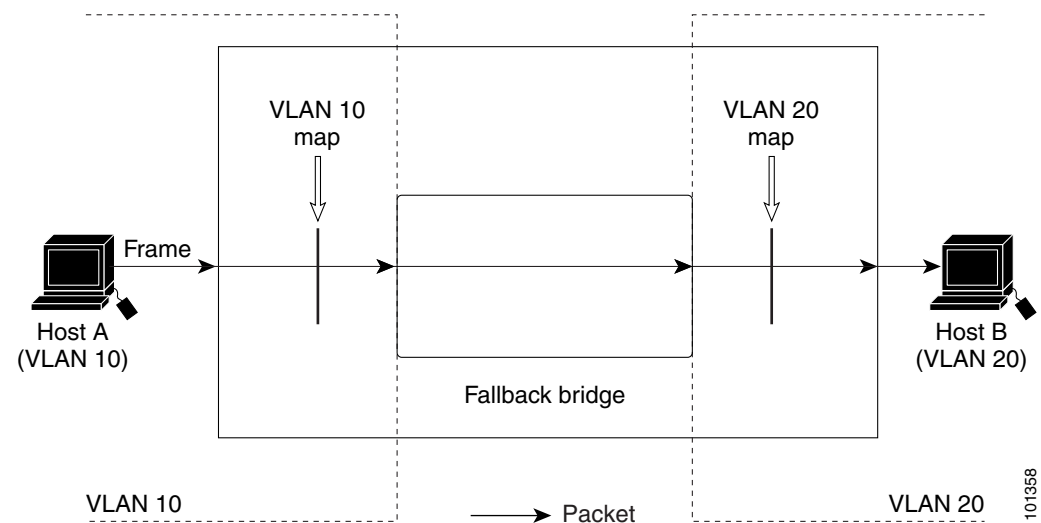 VLAN 10
map
VLAN 20
map
Frame
Host A
(VLAN 10)
Host B
(VLAN 20)
Fallback bridge
VLAN 10
Packet
VLAN 20
101358